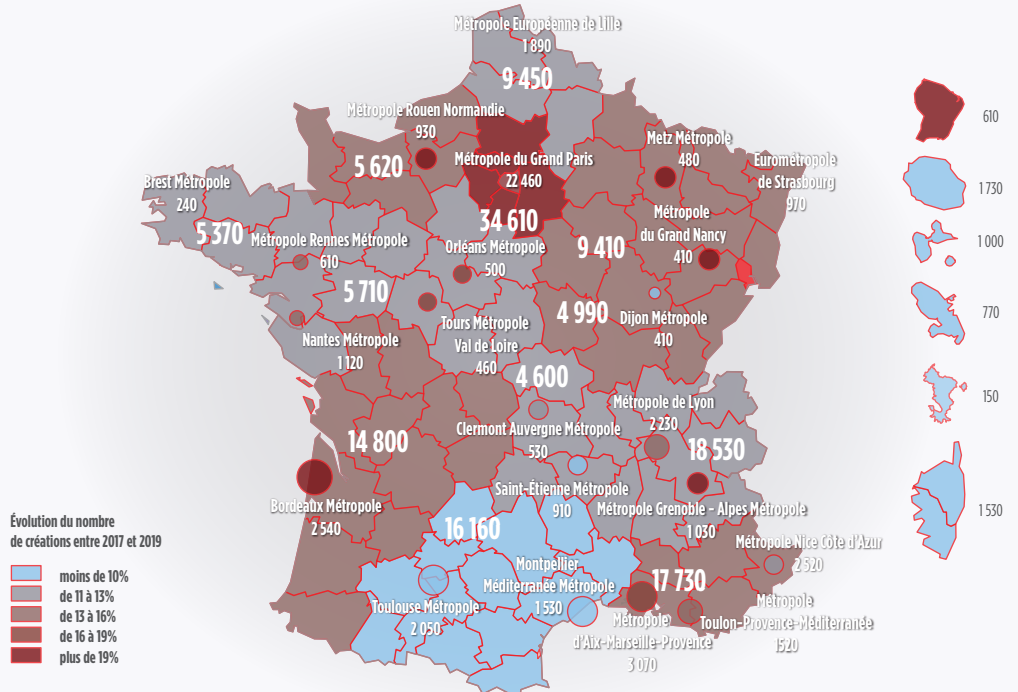 Métropole Européenne de Lille
1 890
9 450
Métropole Rouen Normandie
930
5 620
Métropole du Grand Paris
22 460
34 610
Metz Métropole
480
Eurométropole
de Strasbourg
970
Métropole
du Grand Nancy
410
9 410
Brest Métropole
240
5 370
Métropole Rennes Métropole
610
Orléans Métropole
500
5 710
4 990
Dijon Métropole
410
Nantes Métropole
1 120
Tours Métropole
Val de Loire
460
4 600
Métropole de Lyon
2 230
Clermont Auvergne Métropole
530
14 800
18 530
Saint-Étienne Métropole
910
Métropole Grenoble - Alpes Métropole
1 030
Bordeaux Métropole
2 540
16 160
Métropole Nice Côte d'Azur
2 520
Montpellier
Méditerranée Métropole
1 530
17 730
Toulouse Métropole
2 050
Métropole
d'Aix-Marseille-Provence
3 070
Métropole
Toulon-Provence-Méditerranée
1520
610
1 730
1 000
770
150
1 530
Évolution du nombre
de créations entre 2017 et 2019
moins de 10%
de 11 à 13%
de 13 à 16%
de 16 à 19%
plus de 19%